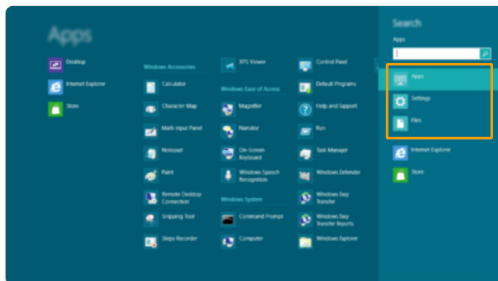 Apps
Desktop
Internet Explorer
Store
Windows Accessories
Calculator
Character Map
Math Input Panel
Notepad
Paint
Remote Desktop
Connection
Snipping Tool
Steps Recorder
XPS Viewer
Windows Ease of Access
Magnifier
Narrator
On-Screen
Keyboard
Windows Speech
Recognition
Windows System
Command Prompt
Computer
Control Panel
Default Programs
Help and Support
Run
Task Manager
Windows Defender
Windows Easy
Transfer
Windows Easy
Transfer Reports
Windows Explorer
Search
Apps
Apps
Settings
Files
Internet Explorer
Store